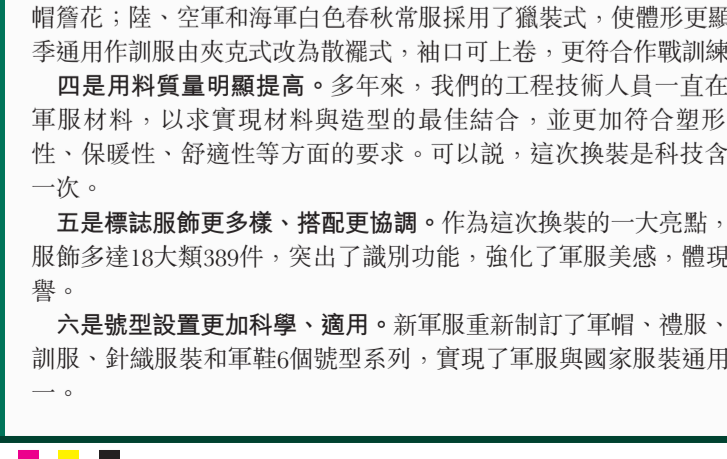 帽簷花；陸、空軍和海軍白色春秋常服採用了獵裝式，使體形更顯
季通用作訓服由夾克式改為散襬式，袖口可上卷，更符合作戰訓練
四是用料質量明顯提高。多年來，我們的工程技術人員一直在
軍服材料，以求實現材料與造型的最佳結合，並更加符合塑形
性、保暖性、舒適性等方面的要求。可以説，這次換裝是科技含
一次。
五是標誌服飾更多樣、搭配更協調。作為這次換裝的一大亮點，
服飾多達18大類389件，突出了識別功能，強化了軍服美感，體現
譽。
六是號型設置更加科學、適用。新軍服重新制訂了軍帽、禮服、
訓服、針織服裝和軍鞋6個號型系列，實現了軍服與國家服裝通用
一。